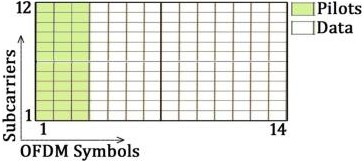 12
Pilots
Data
Subcarriers
1
1
14
OFDM Symbols